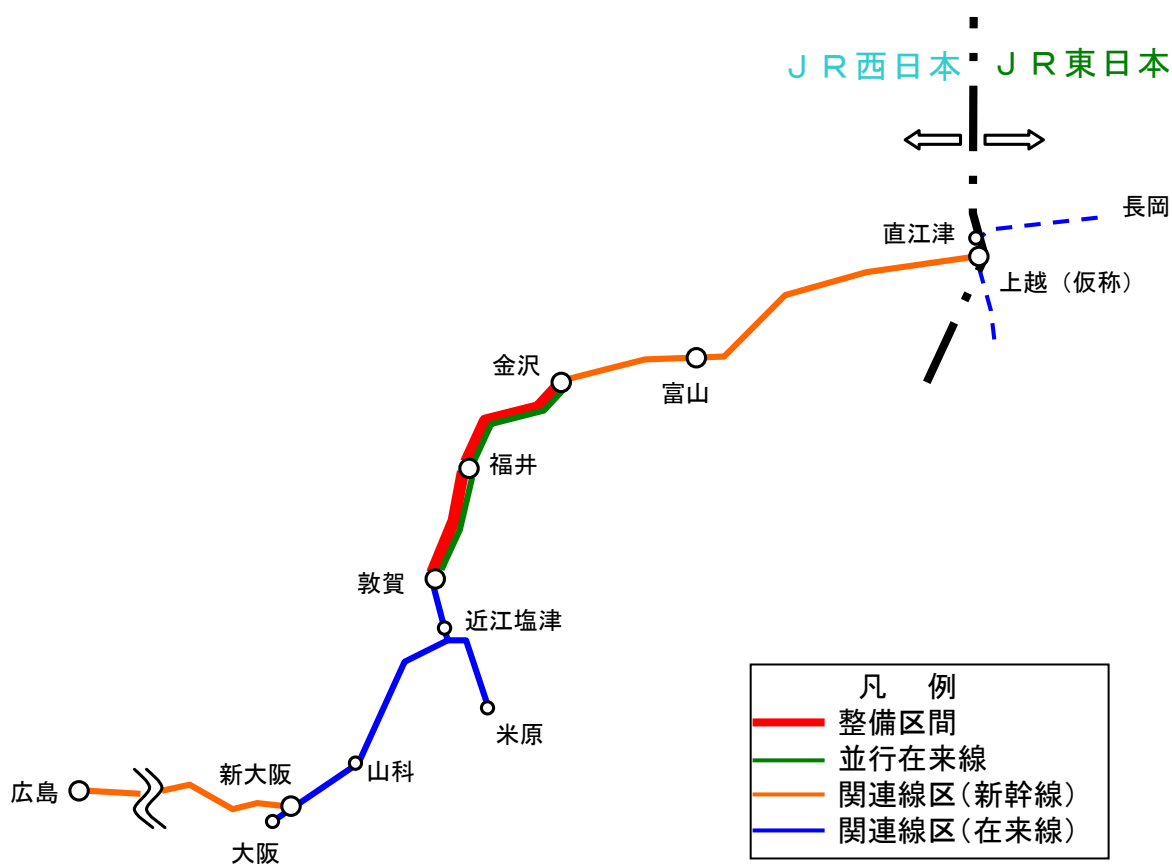 ＪＲ西日本
ＪＲ東日本
長岡
直江津
上越（仮称）
金沢
富山
福井
敦賀
近江塩津
米原
山科
新大阪
広島
大阪
凡　例
整備区間
並行在来線
関連線区（新幹線）
関連線区（在来線）